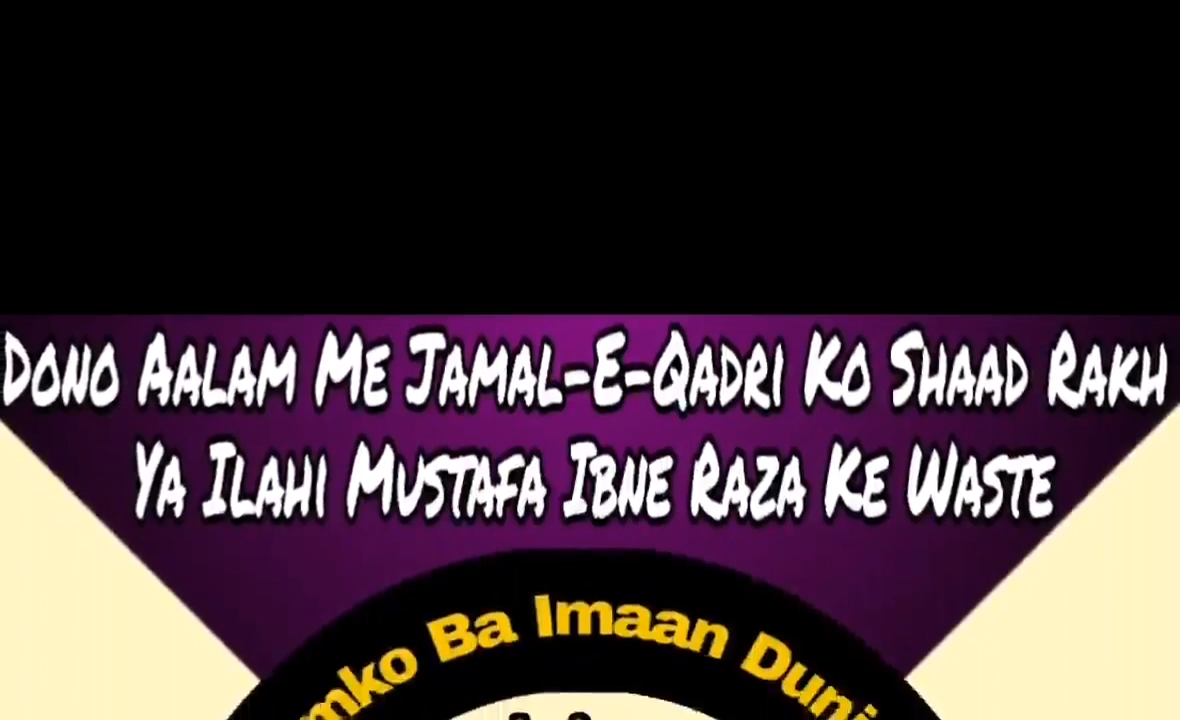 DONO AALAM ME JAMAL-E-QADRI KO SHAAD RAKH
YA ILAHI MUSTAFA IBNE RAZA KE WASTE
Ba Imaan